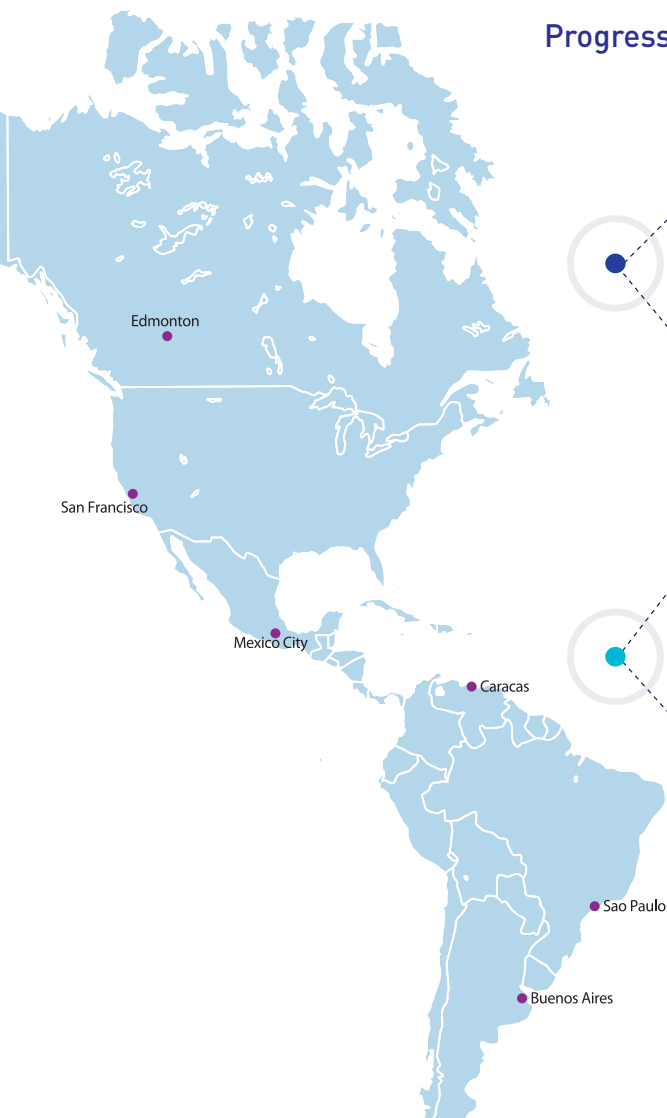 Progress
Edmonton
San Francisco
Mexico City
Caracas
Sao Paulo
Buenos Aires